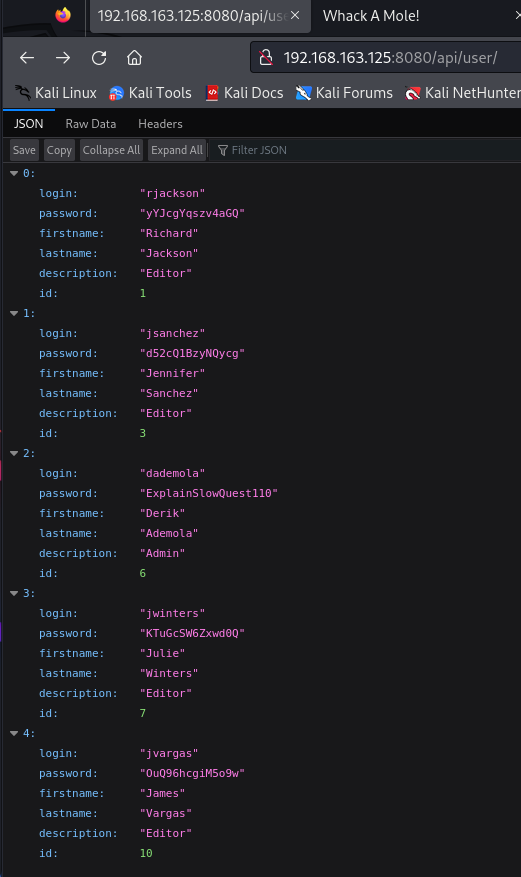 192.168.163.125:8080/api/use
Whack A Mole!
192.168.163.125:8080/api/user/
Kali Linux Kali Tools Kali Docs Kali Forums Kali NetHunter
JSON Raw Data Headers
Save Copy Collapse All Expand All Filter JSON
0:
login: "rjackson"
password: "yYJcgYqszv4aGQ"
firstname: "Richard"
lastname: "Jackson"
description: "Editor"
id: 1
1:
login: "jsanchez"
password: "d52cQ1BzyNQycg"
firstname: "Jennifer"
lastname: "Sanchez"
description: "Editor"
id: 3
2:
login: "dademola"
password: "ExplainSlowQuest110"
firstname: "Derik"
lastname: "Ademola"
description: "Admin"
id: 6
3:
login: "jwinters"
password: "KTuGcSW6Zxwd0Q"
firstname: "Julie"
lastname: "Winters"
description: "Editor"
id: 7
4:
login: "jvargas"
password: "OuQ96hcgiM5o9w"
firstname: "James"
lastname: "Vargas"
description: "Editor"
id: 10